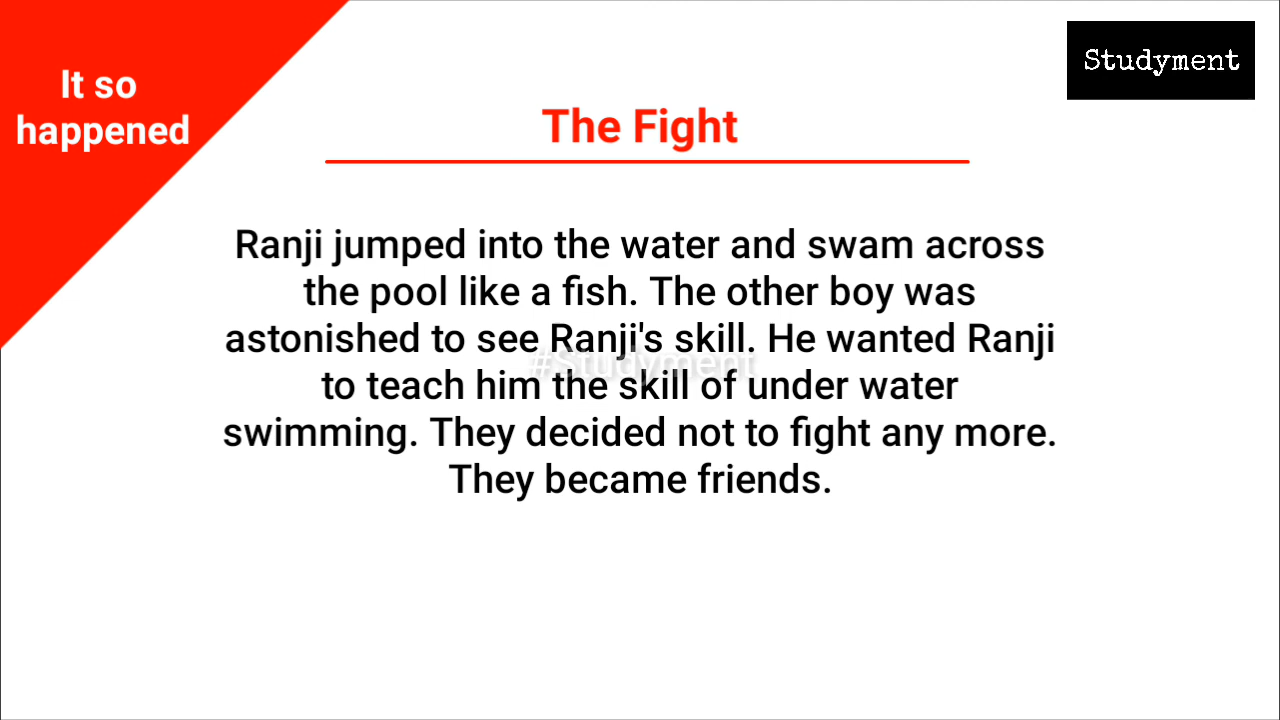 It so
happened
Studyment
The Fight
Ranji jumped into the water and swam across
the pool like a fish. The other boy was
astonished to see Ranji's skill. He wanted Ranji
#Studyment
to teach him the skill of under water
swimming. They decided not to fight any more.
They became friends.